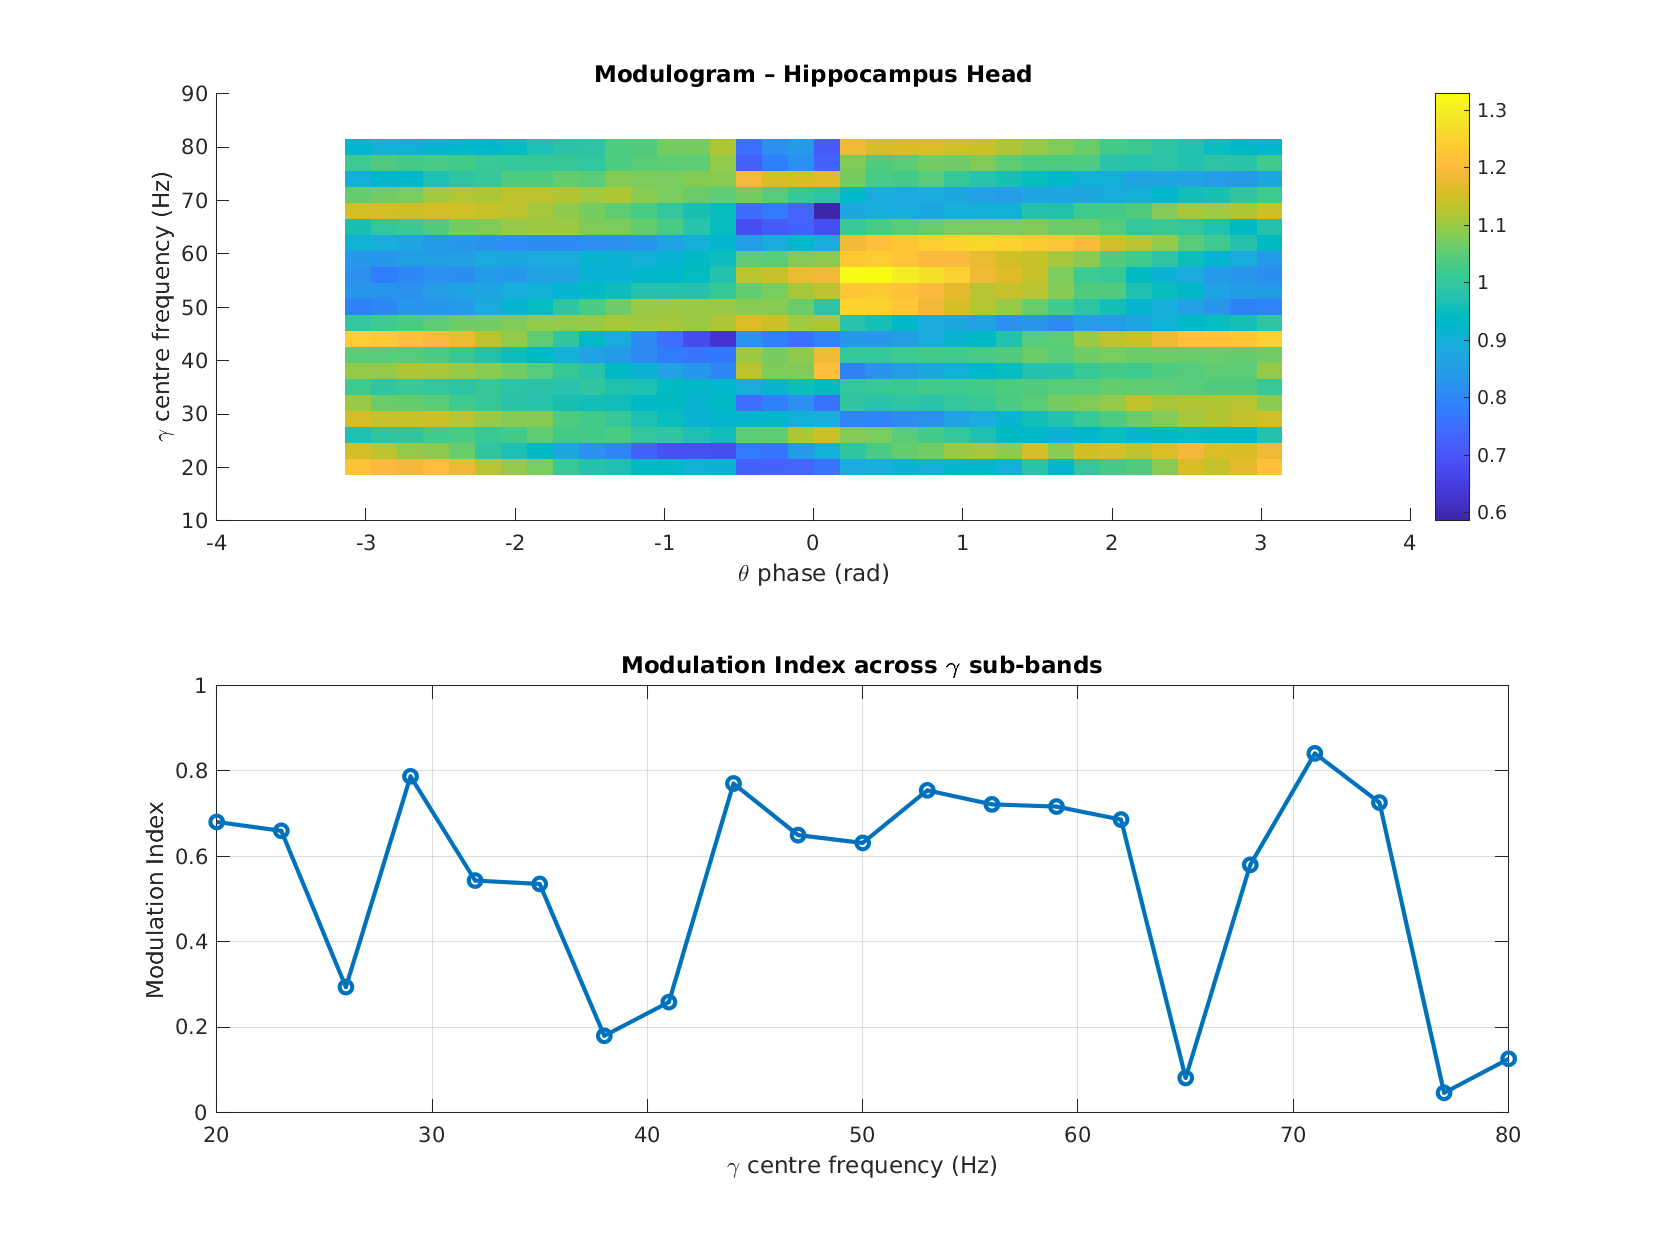 Modulogram – Hippocampus Head
γ centre frequency (Hz)
90
80
70
60
50
40
30
20
10
-4 -3 -2 -1 0 1 2 3 4
θ phase (rad)
1.3
1.2
1.1
1
0.9
0.8
0.7
0.6
Modulation Index across γ sub-bands
Modulation Index
1
0.8
0.6
0.4
0.2
0
20 30 40 50 60 70 80
γ centre frequency (Hz)